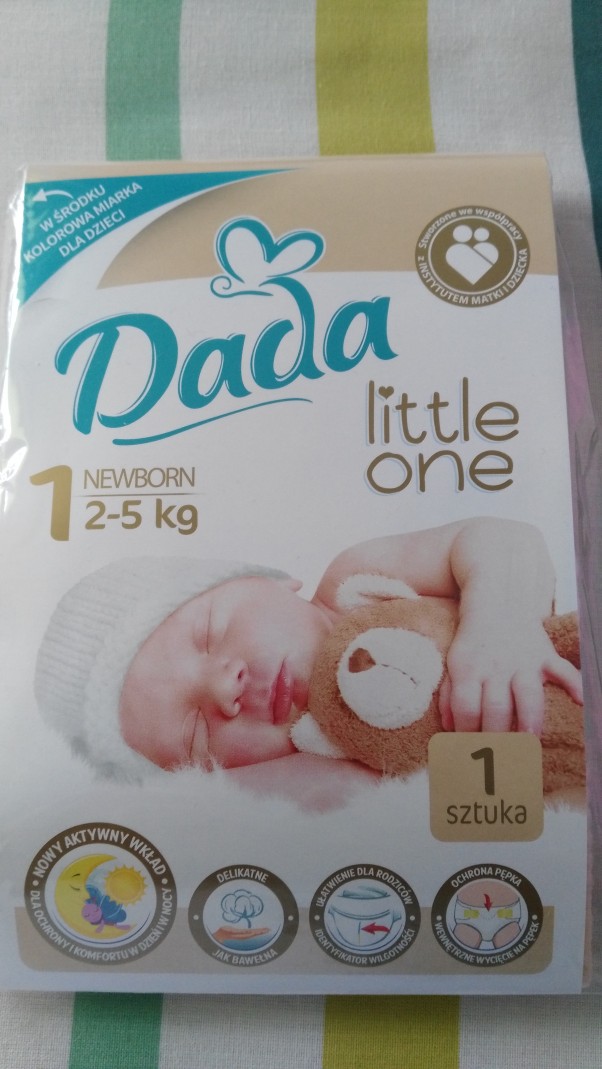 W ŚRODKU
KOLOROWA MIARKA
DLA DZIECI
Stworzone we współpracy
z INSTYTUTEM MATKI I DZIECKA
Dada
little
one
1
NEWBORN
2-5 kg
1
sztuka
NOWY AKTYWNY WKŁAD
DLA OCHRONY I KOMFORTU W DZIEŃ I W NOCY
DELIKATNE
JAK BAWEŁNA
UŁATWIENIE DLA RODZICÓW
IDENTYFIKATOR WILGOTNOŚCI
OCHRONA PĘPKA
WEWNĘTRZNE WYCIĘCIE NA PĘPEK